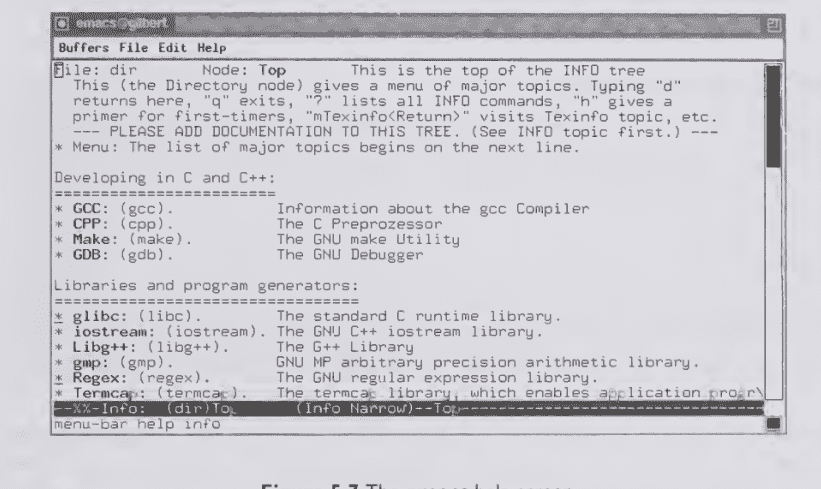 emacs@gilbert
Buffers File Edit Help
File: dir Node: Top This is the top of the INFO tree
This (the Directory node) gives a menu of major topics. Typing "d"
returns here, "q" exits, "?" lists all INFO commands, "h" gives a
primer for first-timers, "mTexinfo<Return>" visits Texinfo topic, etc.
--- PLEASE ADD DOCUMENTATION TO THIS TREE. (See INFO topic first.) ---
* Menu: The list of major topics begins on the next line.
Developing in C and C++:
========================
* GCC: (gcc). Information about the gcc Compiler
* CPP: (cpp). The C Preprozessor
* Make: (make). The GNU make Utility
* GDB: (gdb). The GNU Debugger
Libraries and program generators:
=================================
* glibc: (libc). The standard C runtime library.
* iostream: (iostream). The GNU C++ iostream library.
* Libg++: (libg++). The G++ Library
* gmp: (gmp). GNU MP arbitrary precision arithmetic library.
* Regex: (regex). The GNU regular expression library.
* Termcap: (termcap). The termcap library, which enables application progr\
--%%-Info: (dir)Top (Info Narrow)--Top
menu-bar help info